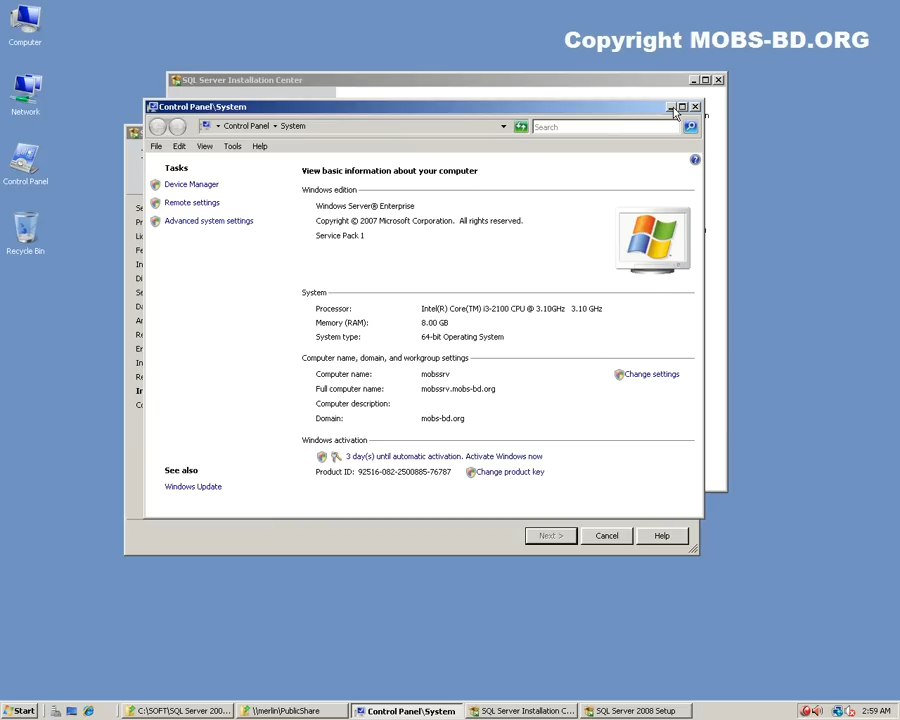 Computer
Network
Control Panel
Recycle Bin
Copyright MOBS-BD.ORG
SQL Server Installation Center
Control Panel\System
Control Panel
System
Search
File
Edit
View
Tools
Help
Tasks
Device Manager
Remote settings
Advanced system settings
See also
Windows Update
View basic information about your computer
Windows edition
Windows Server® Enterprise
Copyright © 2007 Microsoft Corporation. All rights reserved.
Service Pack 1
System
Processor: Intel(R) Core(TM) i3-2100 CPU @ 3.10GHz 3.10 GHz
Memory (RAM): 8.00 GB
System type: 64-bit Operating System
Computer name, domain, and workgroup settings
Computer name: mobssrv
Change settings
Full computer name: mobssrv.mobs-bd.org
Computer description:
Domain: mobs-bd.org
Windows activation
3 day(s) until automatic activation. Activate Windows now
Product ID: 92516-082-2500885-76787 Change product key
Next >
Cancel
Help
Start
C:\SOFT\SQL Server 200...
\\merlin\PublicShare
Control Panel\System
SQL Server Installation C...
SQL Server 2008 Setup
2:59 AM